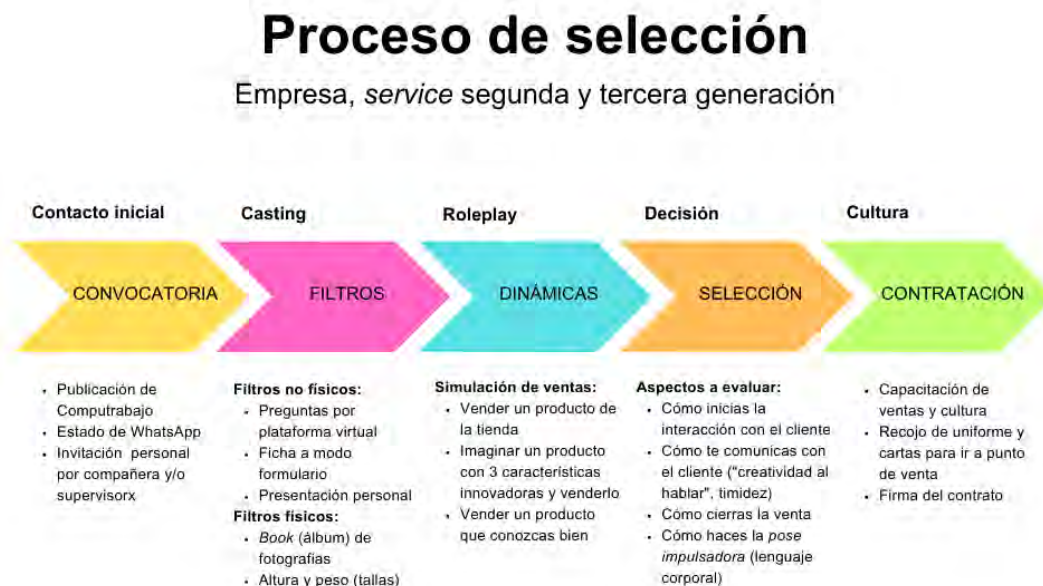 Proceso de selección
Empresa, service segunda y tercera generación
Contacto inicial
Casting
Roleplay
Decisión
Cultura
CONVOCATORIA
FILTROS
DINÁMICAS
SELECCIÓN
CONTRATACIÓN
• Publicación de
Computrabajo
• Estado de WhatsApp
• Invitación personal
por compañera y/o
supervisorx
Filtros no físicos:
• Preguntas por
plataforma virtual
• Ficha a modo
formulario
• Presentación personal
Filtros físicos:
• Book (álbum) de
fotografías
• Altura y peso (tallas)
Simulación de ventas:
• Vender un producto de
la tienda
• Imaginar un producto
con 3 características
innovadoras y venderlo
• Vender un producto
que conozcas bien
Aspectos a evaluar:
• Cómo inicias la
interacción con el cliente
• Cómo te comunicas con
el cliente ("creatividad al
hablar", timidez)
• Cómo cierras la venta
• Cómo haces la pose
impulsadora (lenguaje
corporal)
• Capacitación de
ventas y cultura
• Recojo de uniforme y
cartas para ir a punto
de venta
• Firma del contrato